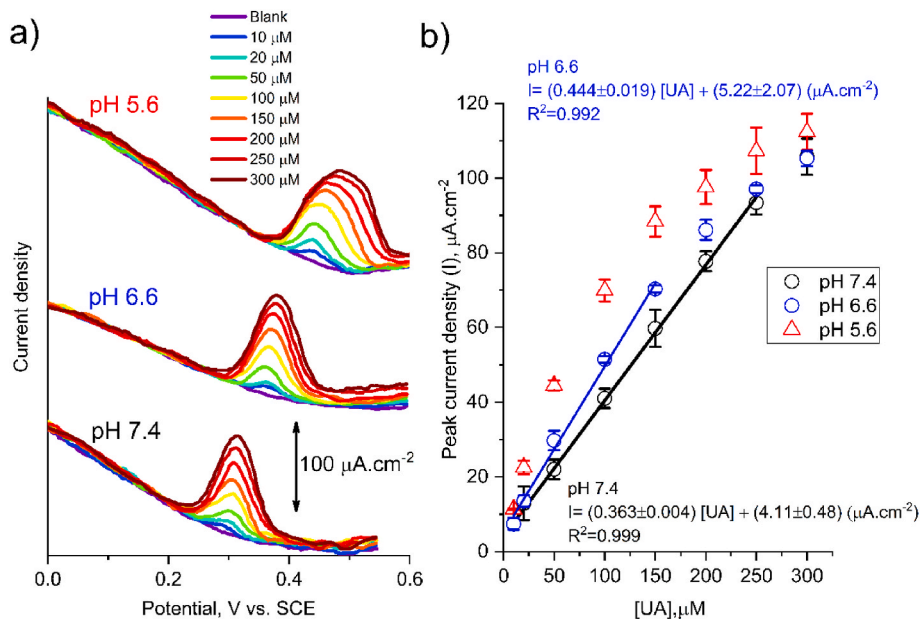 a)
Blank
10 μM
20 μM
50 μM
100 μM
150 μM
200 μM
250 μM
300 μM
pH 5.6
pH 6.6
pH 7.4
100 μA.cm-2
Current density
0.0
0.2
0.4
0.6
Potential, V vs. SCE
b)
pH 6.6
I= (0.444±0.019) [UA] + (5.22±2.07) (μA.cm-2)
R2=0.992
120
100
80
60
40
20
0
Peak current density (I), μA.cm-2
pH 7.4
pH 6.6
pH 5.6
pH 7.4
I= (0.363±0.004) [UA] + (4.11±0.48) (μA.cm-2)
R2=0.999
0
50
100
150
200
250
300
[UA],μM